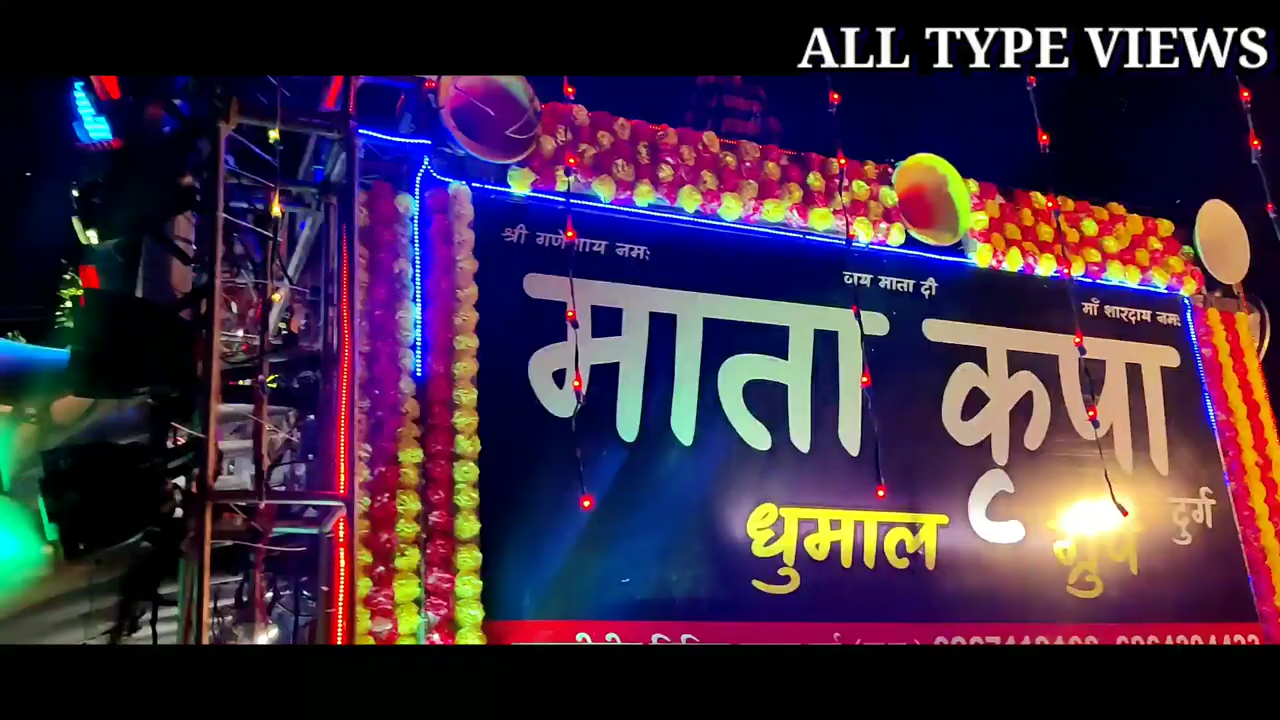 ALL TYPE VIEWS
श्री गणेशाय नमः
जय माता दी
माँ शारदाय नमः
माता कृपा
धुमाल ग्रुप दुर्ग